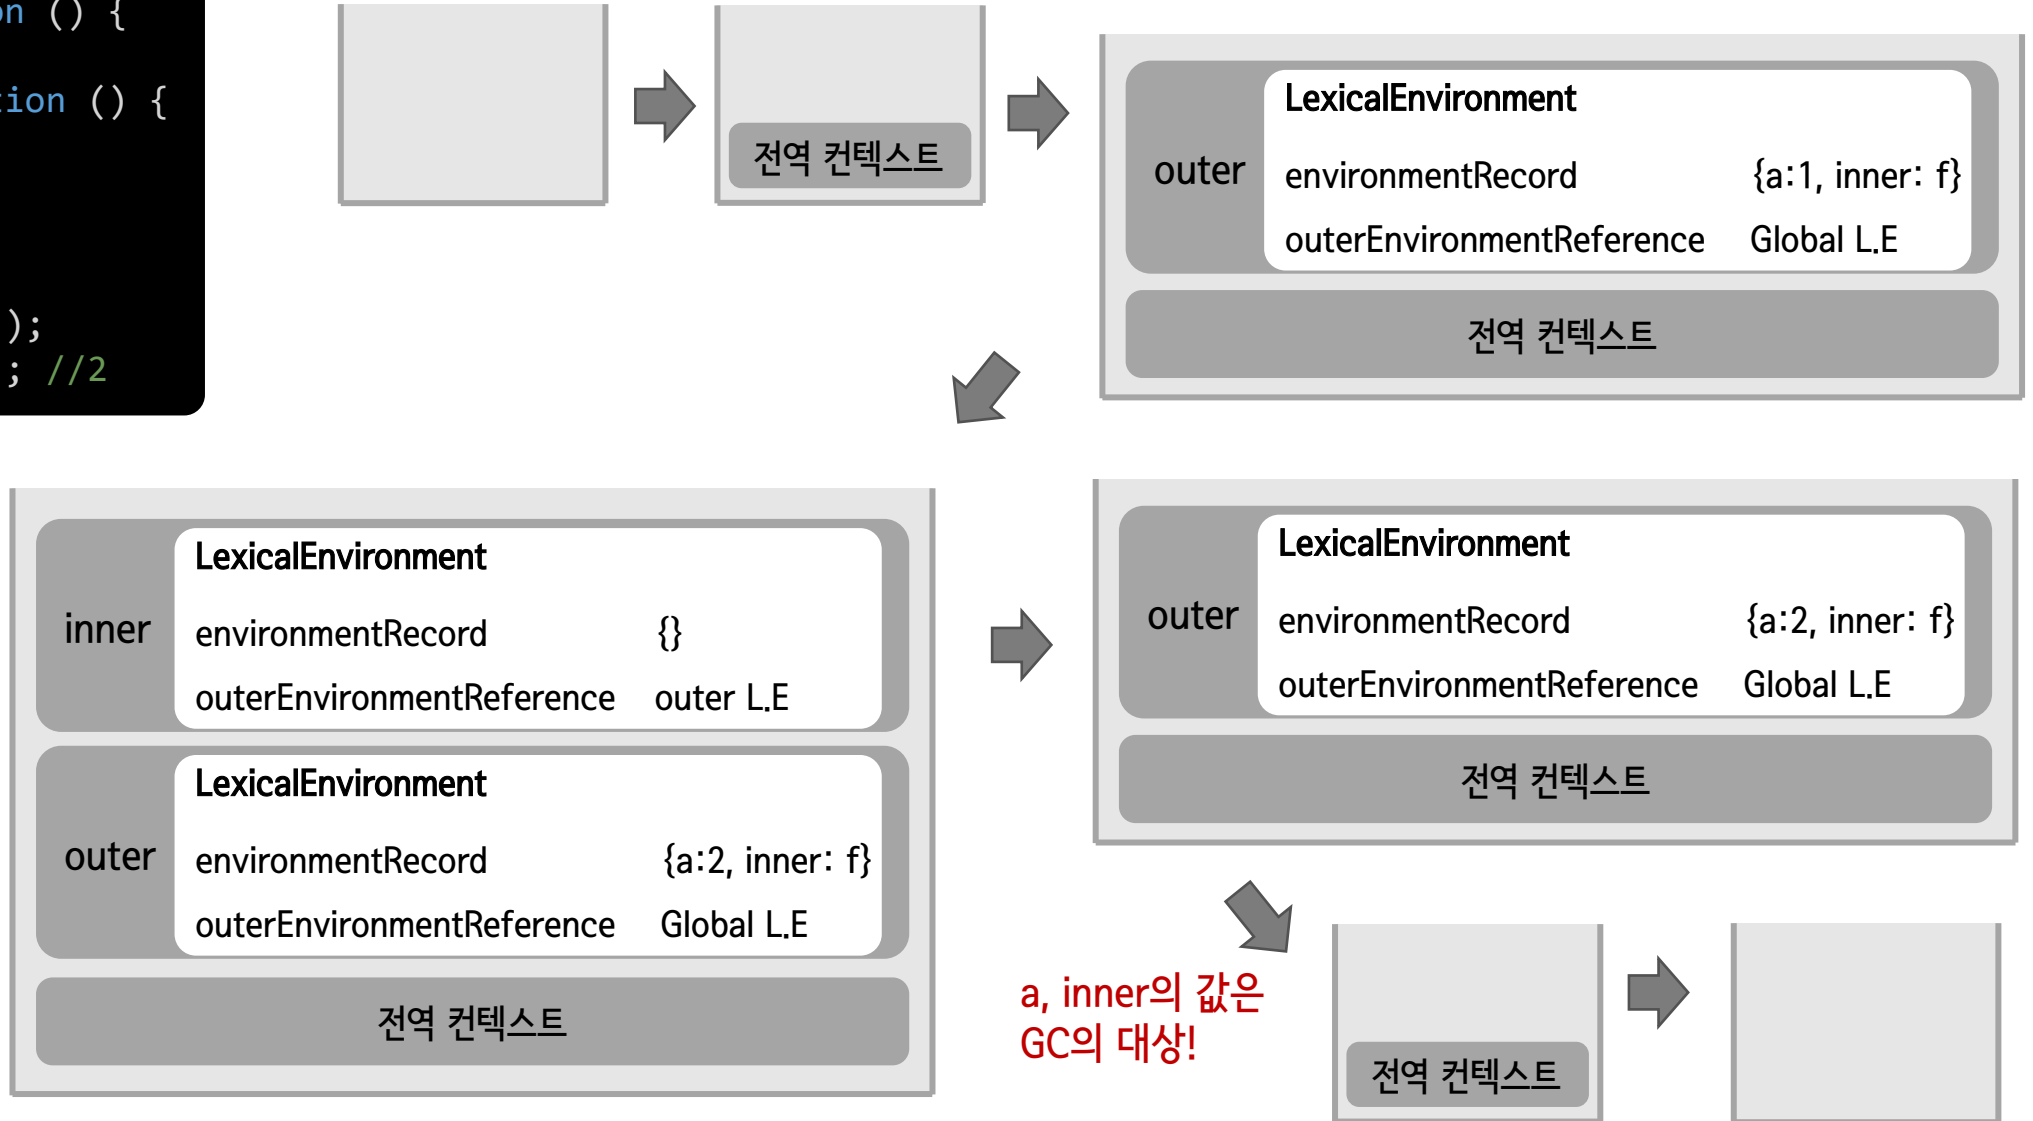 on () {
tion () {
);
; //2
전역 컨텍스트
LexicalEnvironment
outer
environmentRecord {a:1, inner: f}
outerEnvironmentReference Global L.E
전역 컨텍스트
LexicalEnvironment
inner
environmentRecord {}
outerEnvironmentReference outer L.E
LexicalEnvironment
outer
environmentRecord {a:2, inner: f}
outerEnvironmentReference Global L.E
전역 컨텍스트
LexicalEnvironment
outer
environmentRecord {a:2, inner: f}
outerEnvironmentReference Global L.E
전역 컨텍스트
a, inner의 값은
GC의 대상!
전역 컨텍스트